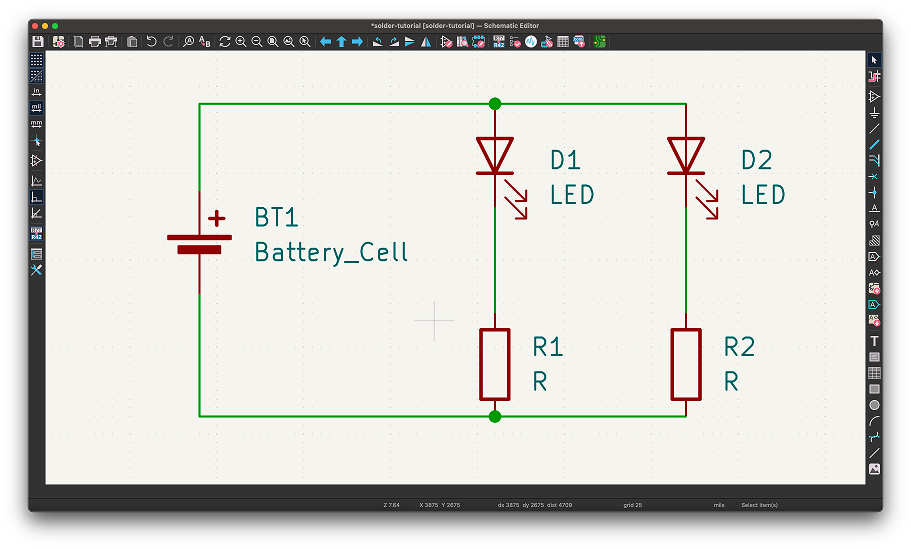 *solder-tutorial [solder-tutorial] — Schematic Editor
in
mil
mm
D1
LED
D2
LED
+
BT1
Battery_Cell
R1
R
R2
R
Z 7.64
X 3875 Y 2675
dx 3875 dy 2675 dist 4709
grid 25
mils
Select item(s)